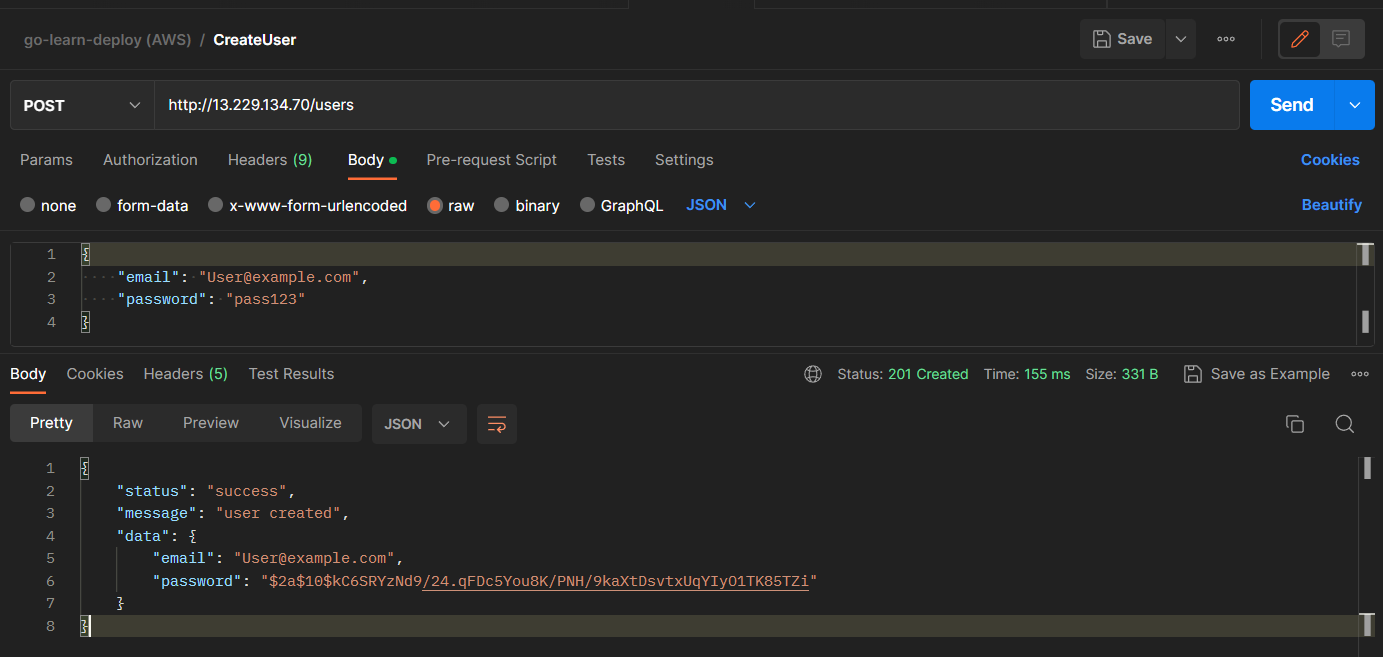 go-learn-deploy (AWS) / CreateUser Save
POST http://13.229.134.70/users Send
Params Authorization Headers (9) Body Pre-request Script Tests Settings Cookies
none form-data x-www-form-urlencoded raw binary GraphQL JSON Beautify
1 {
2 "email": "User@example.com",
3 "password": "pass123"
4 }
Body Cookies Headers (5) Test Results Status: 201 Created Time: 155 ms Size: 331 B Save as Example
Pretty Raw Preview Visualize JSON
1 {
2 "status": "success",
3 "message": "user created",
4 "data": {
5 "email": "User@example.com",
6 "password": "$2a$10$kC6SRYzNd9/24.qFDc5You8K/PNH/9kaXtDsvtxUqYIyO1TK85TZi"
7 }
8 }